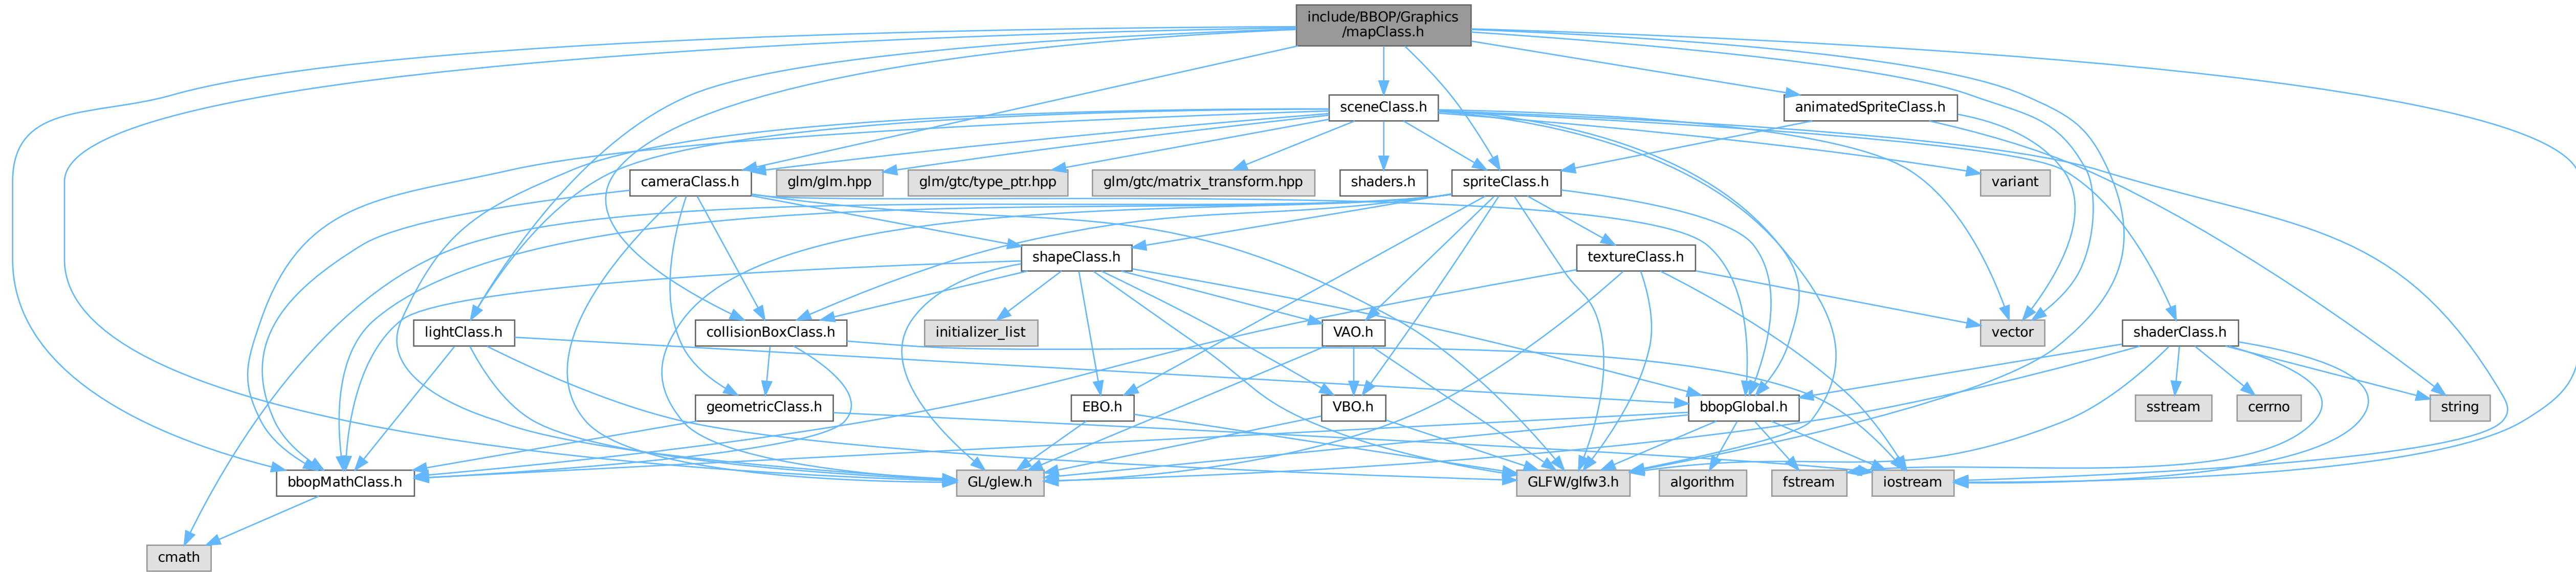 include/BBOP/Graphics
/mapClass.h
sceneClass.h
animatedSpriteClass.h
cameraClass.h
glm/glm.hpp
glm/gtc/type_ptr.hpp
glm/gtc/matrix_transform.hpp
shaders.h
spriteClass.h
variant
shapeClass.h
textureClass.h
lightClass.h
collisionBoxClass.h
initializer_list
VAO.h
vector
shaderClass.h
geometricClass.h
EBO.h
VBO.h
bbopGlobal.h
sstream
cerrno
string
bbopMathClass.h
GL/glew.h
GLFW/glfw3.h
algorithm
fstream
iostream
cmath